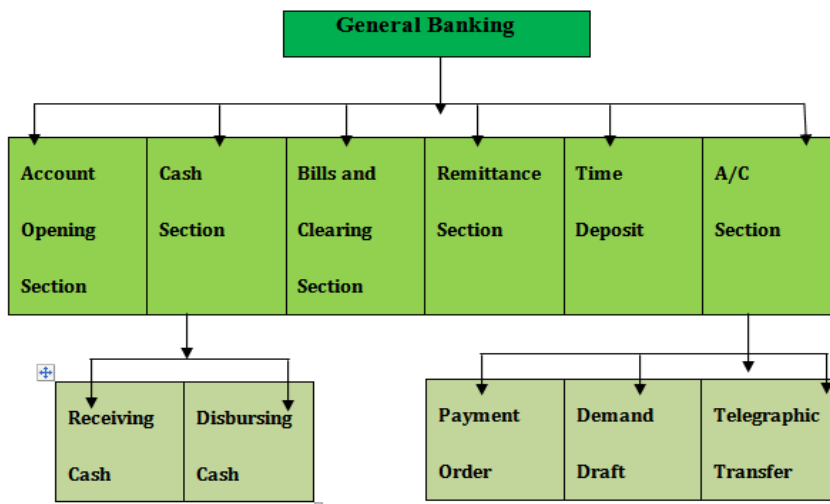 General Banking
Account
Opening
Section
Cash
Section
Bills and
Clearing
Section
Remittance
Section
Time
Deposit
A/C
Section
Receiving
Cash
Disbursing
Cash
Payment
Order
Demand
Draft
Telegraphic
Transfer